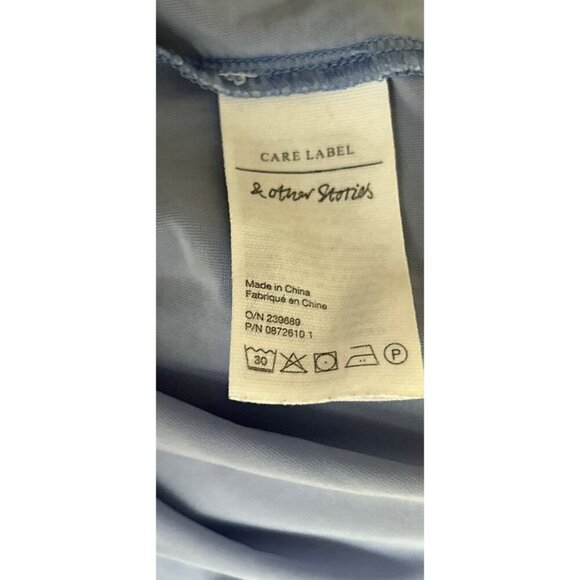 CARE LABEL
& other Stories
Made in China
Fabriqué en Chine
O/N 239689
P/N 0872610 1
30 P